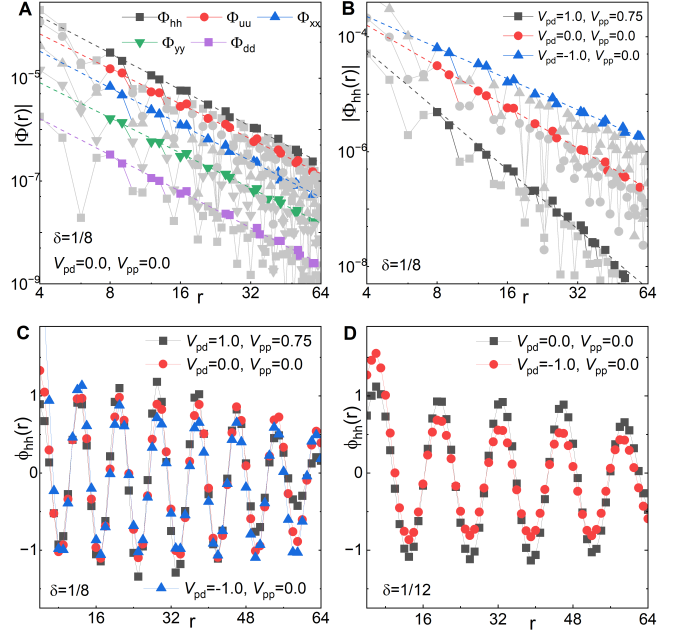 A
Φhh Φuu Φxx
Φyy Φdd
|Φ(r)|
10-5
10-7
10-9
δ=1/8
Vpd=0.0, Vpp=0.0
4 8 16 r 32 64
B
Vpd=1.0, Vpp=0.75
Vpd=0.0, Vpp=0.0
Vpd=-1.0, Vpp=0.0
|Φhh(r)|
10-4
10-6
10-8
δ=1/8
4 8 16 r 32 64
C
Vpd=1.0, Vpp=0.75
Vpd=0.0, Vpp=0.0
ϕhh(r)
1
0
−1
δ=1/8
Vpd=-1.0, Vpp=0.0
16 r 32 48 64
D
Vpd=0.0, Vpp=0.0
Vpd=-1.0, Vpp=0.0
ϕhh(r)
1
0
−1
δ=1/12
16 r 32 48 64